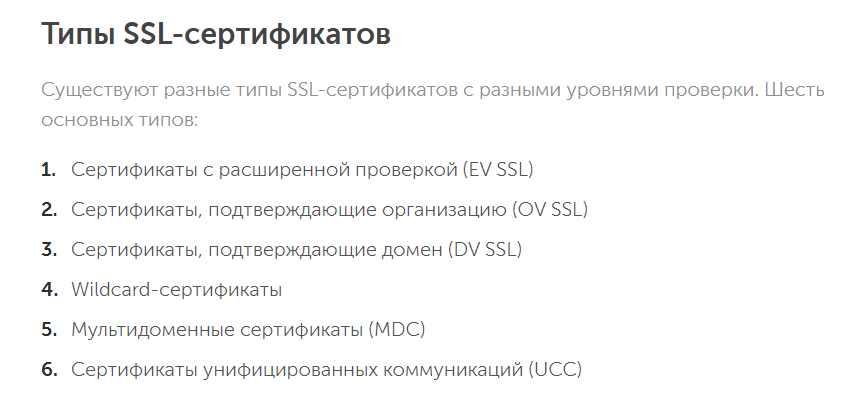 Типы SSL-сертификатов
Существуют разные типы SSL-сертификатов с разными уровнями проверки. Шесть
основных типов:
1. Сертификаты с расширенной проверкой (EV SSL)
2. Сертификаты, подтверждающие организацию (OV SSL)
3. Сертификаты, подтверждающие домен (DV SSL)
4. Wildcard-сертификаты
5. Мультидоменные сертификаты (MDC)
6. Сертификаты унифицированных коммуникаций (UCC)